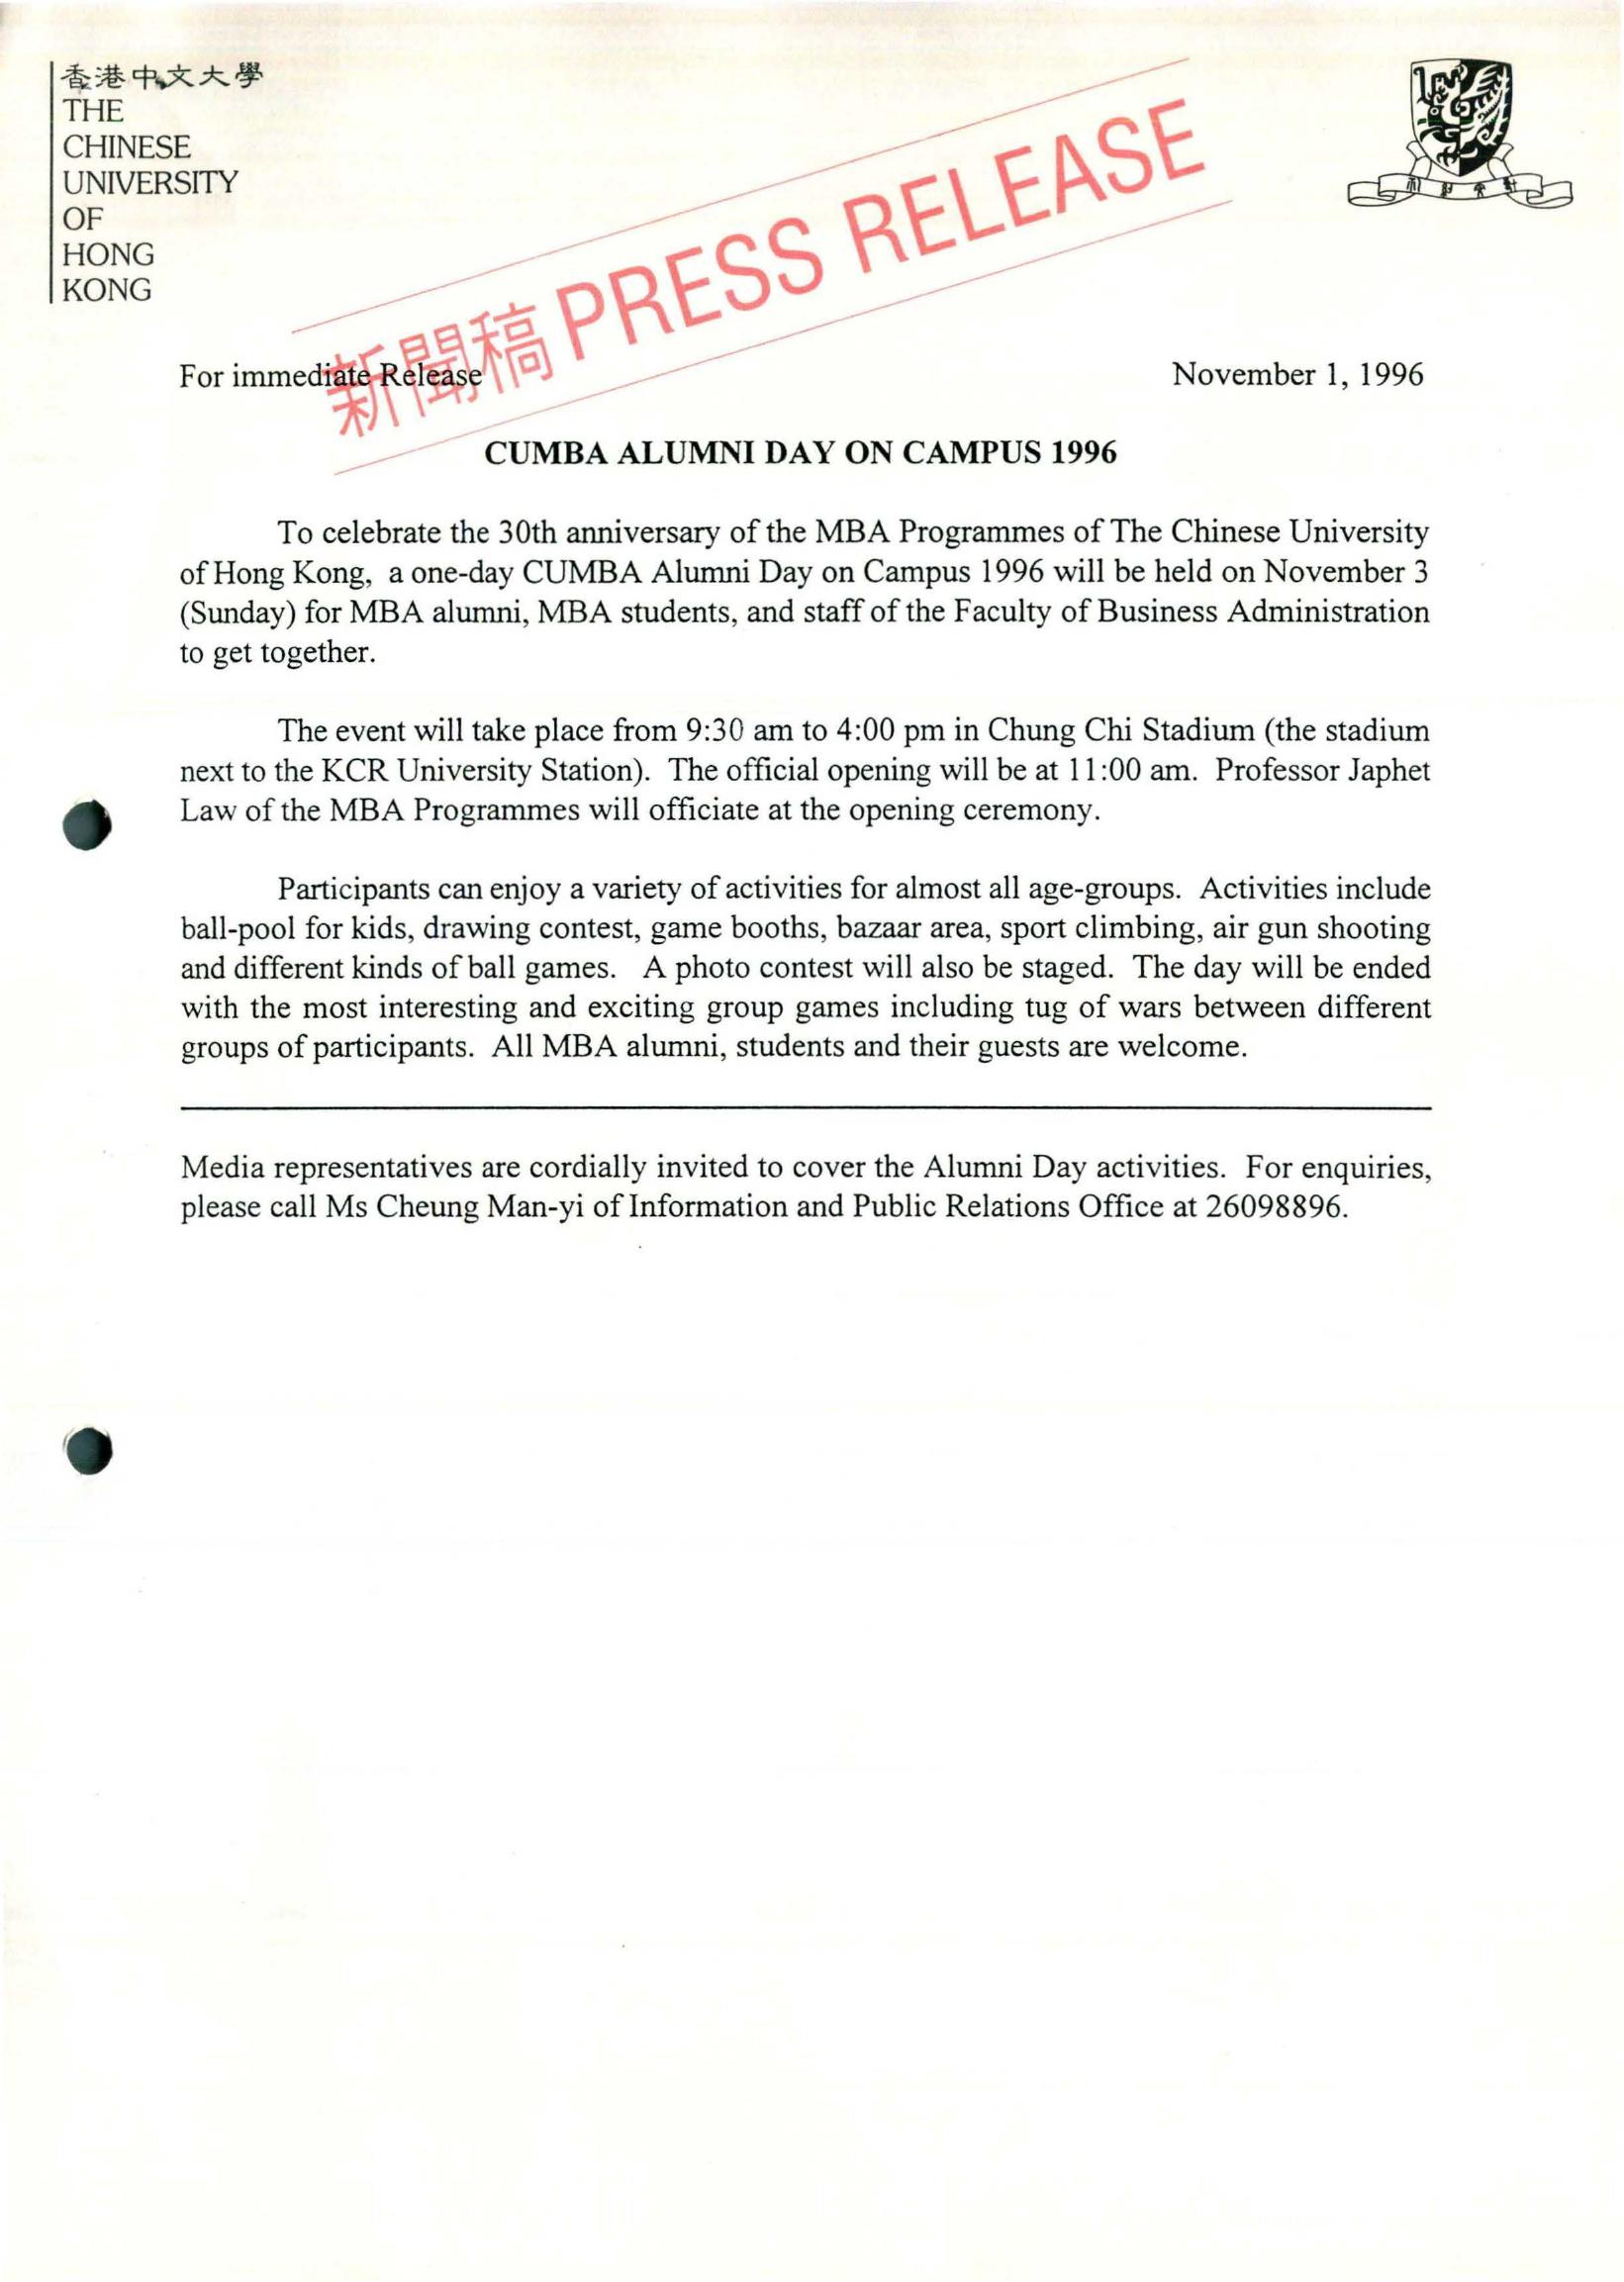 香港中文大學
THE
CHINESE
UNIVERSITY
OF
HONG
KONG
新聞稿 PRESS RELEASE
For immediate Release
November 1, 1996
CUMBA ALUMNI DAY ON CAMPUS 1996
To celebrate the 30th anniversary of the MBA Programmes of The Chinese University
of Hong Kong, a one-day CUMBA Alumni Day on Campus 1996 will be held on November 3
(Sunday) for MBA alumni, MBA students, and staff of the Faculty of Business Administration
to get together.
The event will take place from 9:30 am to 4:00 pm in Chung Chi Stadium (the stadium
next to the KCR University Station). The official opening will be at 11:00 am. Professor Japhet
Law of the MBA Programmes will officiate at the opening ceremony.
Participants can enjoy a variety of activities for almost all age-groups. Activities include
ball-pool for kids, drawing contest, game booths, bazaar area, sport climbing, air gun shooting
and different kinds of ball games. A photo contest will also be staged. The day will be ended
with the most interesting and exciting group games including tug of wars between different
groups of participants. All MBA alumni, students and their guests are welcome.
Media representatives are cordially invited to cover the Alumni Day activities. For enquiries,
please call Ms Cheung Man-yi of Information and Public Relations Office at 26098896.